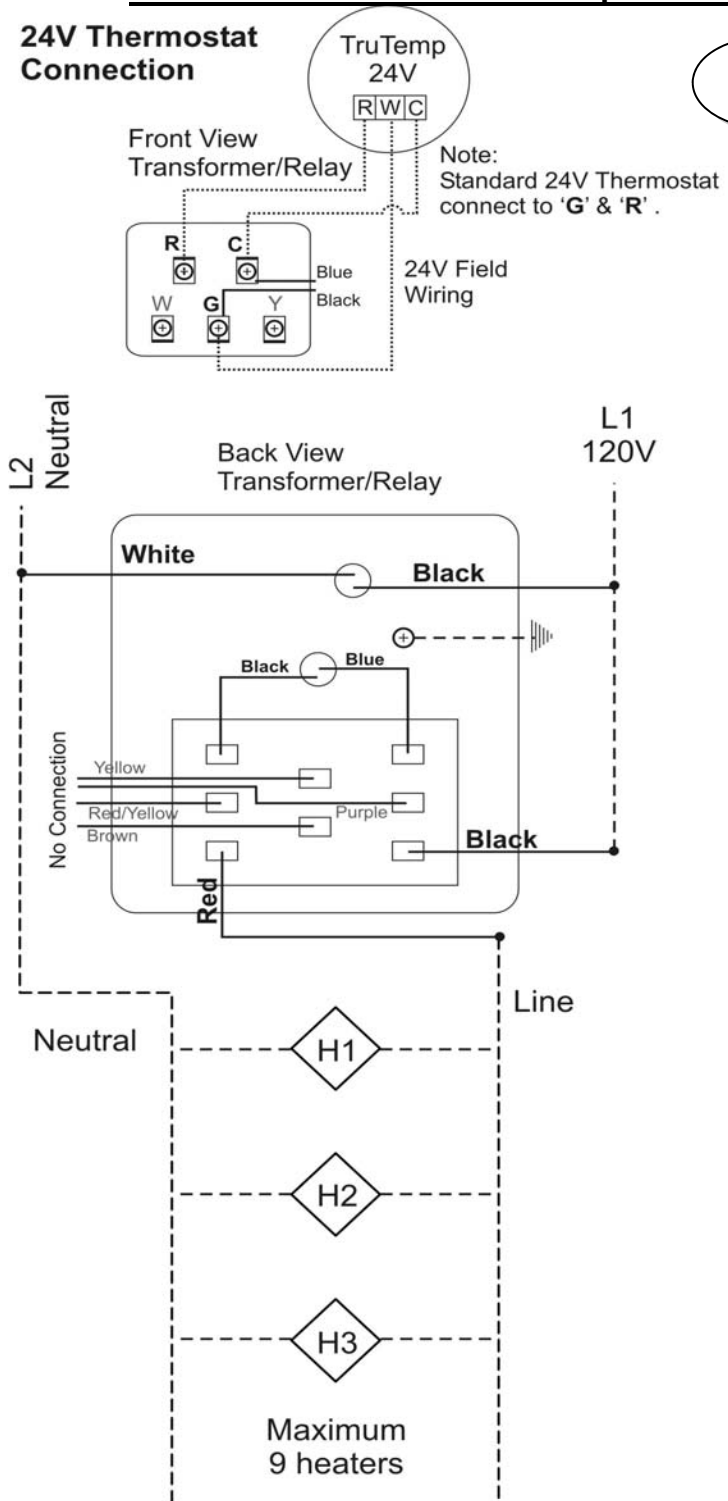 24V Thermostat
Connection
TruTemp
24V
R W C
Front View
Transformer/Relay
Note:
Standard 24V Thermostat
connect to ‘G’ & ‘R’ .
R C
Blue
Black
W G Y
24V Field
Wiring
L2
Neutral
Back View
Transformer/Relay
L1
120V
White
Black
Black
Blue
No Connection
Yellow
Red/Yellow
Purple
Brown
Black
Red
Neutral
Line
H1
H2
H3
Maximum
9 heaters